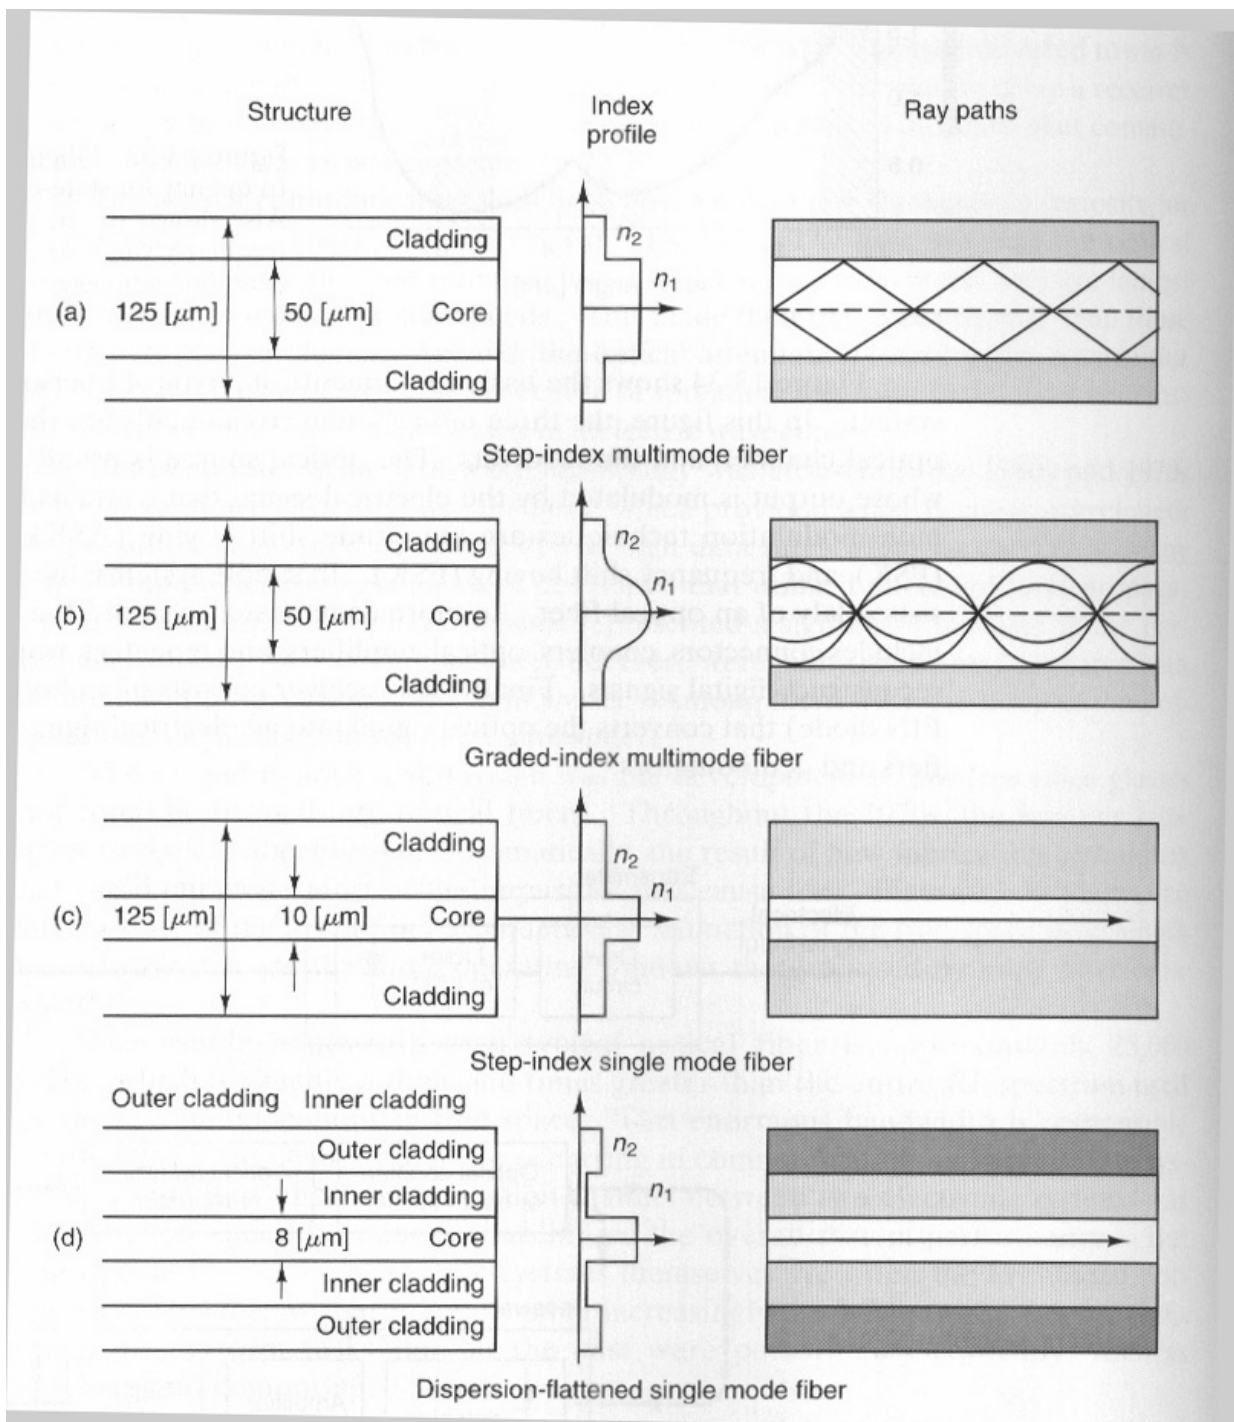 Structure
Index
profile
Ray paths
Cladding
n₂
n₁
(a) 125 [μm] 50 [μm] Core
Cladding
Step-index multimode fiber
Cladding
n₂
n₁
(b) 125 [μm] 50 [μm] Core
Cladding
Graded-index multimode fiber
Cladding
n₂
n₁
(c) 125 [μm] 10 [μm] Core
Cladding
Step-index single mode fiber
Outer cladding Inner cladding
Outer cladding
n₂
Inner cladding
n₁
(d) 8 [μm] Core
Inner cladding
Outer cladding
Dispersion-flattened single mode fiber